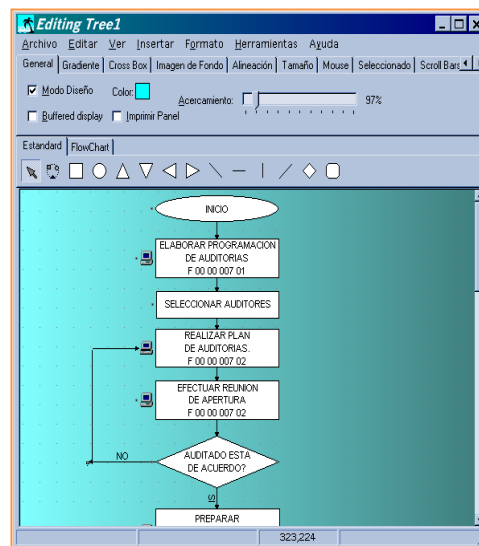 Editing Tree1
Archivo Editar Ver Insertar Formato Herramientas Ayuda
General Gradiente Cross Box Imagen de Fondo Alineación Tamaño Mouse Seleccionado Scroll Bars
Modo Diseño Color: Acercamiento: 97%
Buffered display Imprimir Panel
Estandard FlowChart
INICIO
ELABORAR PROGRAMACION
DE AUDITORIAS
F 00 00 007 01
SELECCIONAR AUDITORES
REALIZAR PLAN
DE AUDITORIAS.
F 00 00 007 02
EFECTUAR REUNION
DE APERTURA
F 00 00 007 02
AUDITADO ESTA
DE ACUERDO?
NO
SI
PREPARAR
323,224